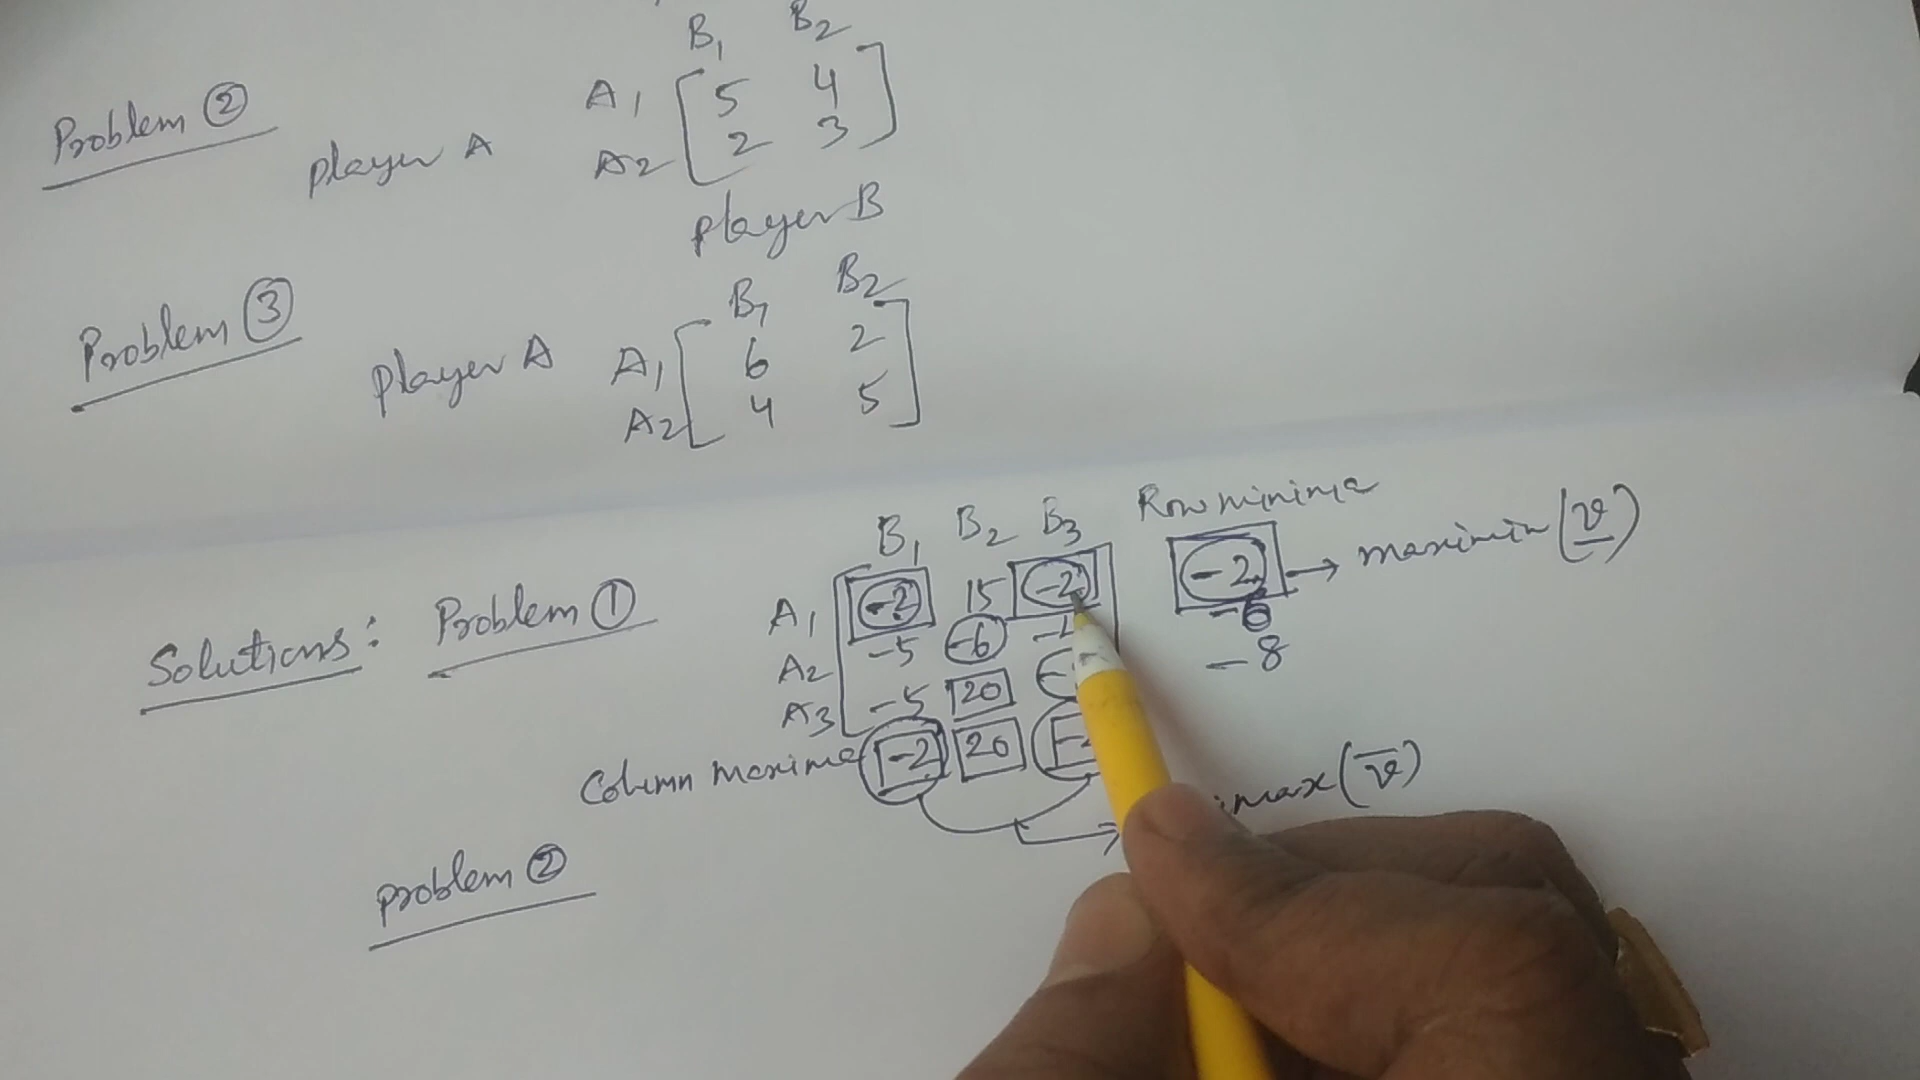 B1 B2
Problem ② Player A A1 [ 5 4 ]
A2 [ 2 3 ]
Player B
B1 B2
Problem ③ Player A A1 [ 6 2 ]
A2 [ 4 5 ]
B1 B2 B3 Row minima
Solutions: Problem ① A1 -2 15 -2 -2 → maximin (v)
A2 -5 -6 -6
A3 -5 20 -8
Column maxima -2 20
Problem ②